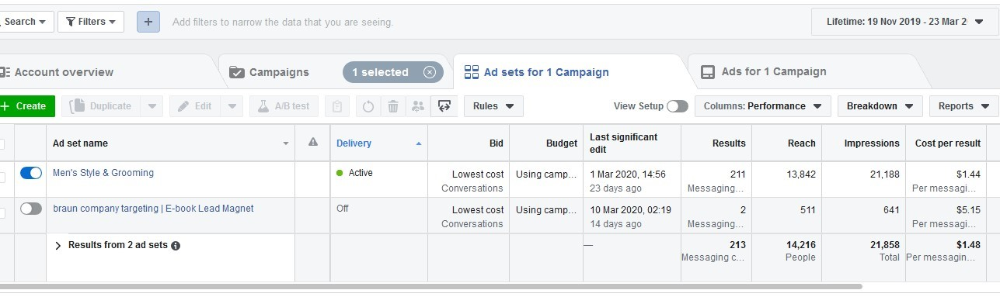 Search
Filters
+
Add filters to narrow the data that you are seeing.
Lifetime: 19 Nov 2019 - 23 Mar 2
Account overview
Campaigns
1 selected
Ad sets for 1 Campaign
Ads for 1 Campaign
+ Create
Duplicate
Edit
A/B test
Rules
View Setup
Columns: Performance
Breakdown
Reports
Ad set name
Delivery
Bid
Budget
Last significant
edit
Results
Reach
Impressions
Cost per result
Men's Style & Grooming
Active
Lowest cost
Conversations
Using camp...
1 Mar 2020, 14:56
23 days ago
211
Messaging...
13,842
21,188
$1.44
Per messagi...
braun company targeting | E-book Lead Magnet
Off
Lowest cost
Conversations
Using camp...
10 Mar 2020, 02:19
14 days ago
2
Messaging...
511
641
$5.15
Per messagi...
Results from 2 ad sets
—
213
Messaging c...
14,216
People
21,858
Total
$1.48
Per messagin...